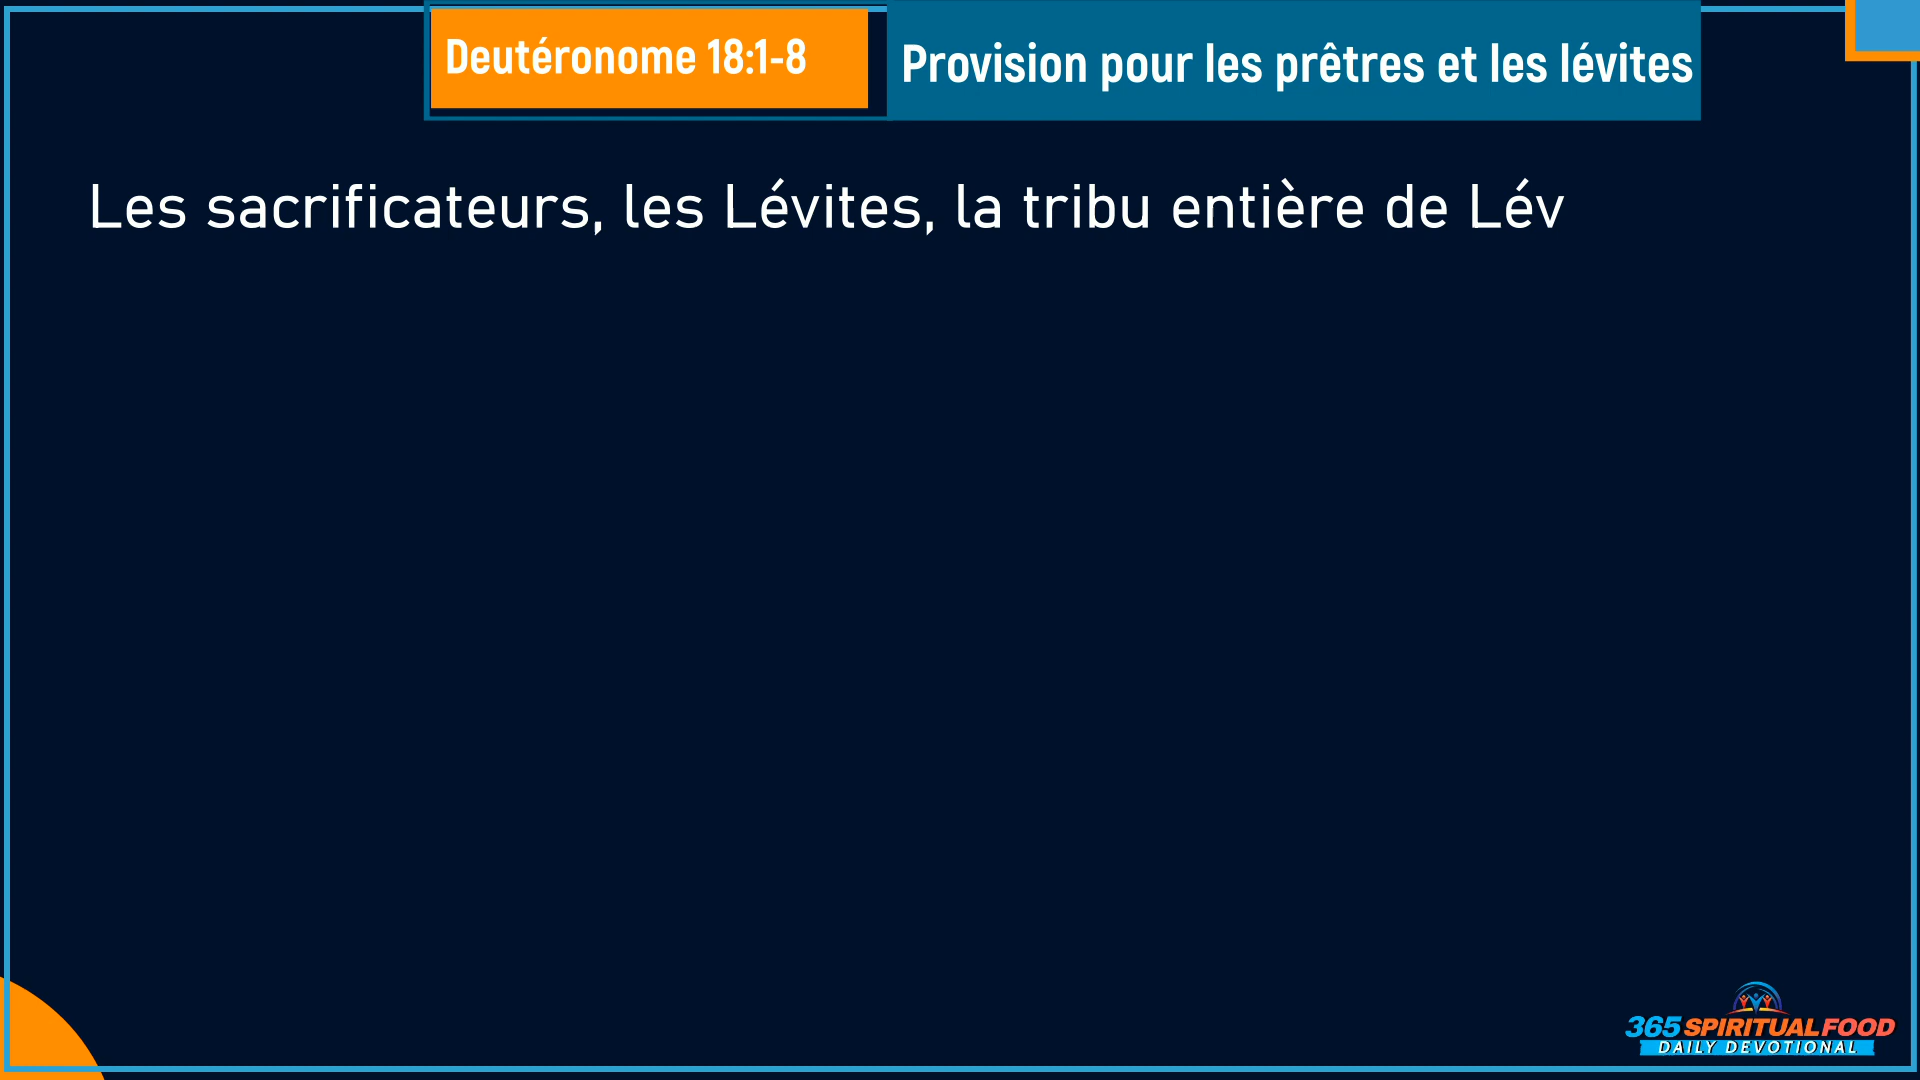 Deutéronome 18:1-8
Provision pour les prêtres et les lévites
Les sacrificateurs, les Lévites, la tribu entière de Lév
365 SPIRITUAL FOOD
DAILY DEVOTIONAL